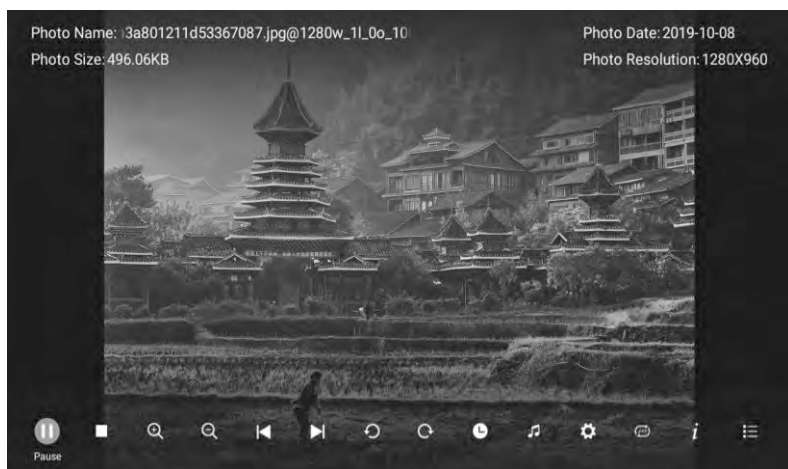 Photo Name: 3a801211d53367087.jpg@1280w_1l_0o_10
Photo Size: 496.06KB
Photo Date: 2019-10-08
Photo Resolution: 1280X960
Pause